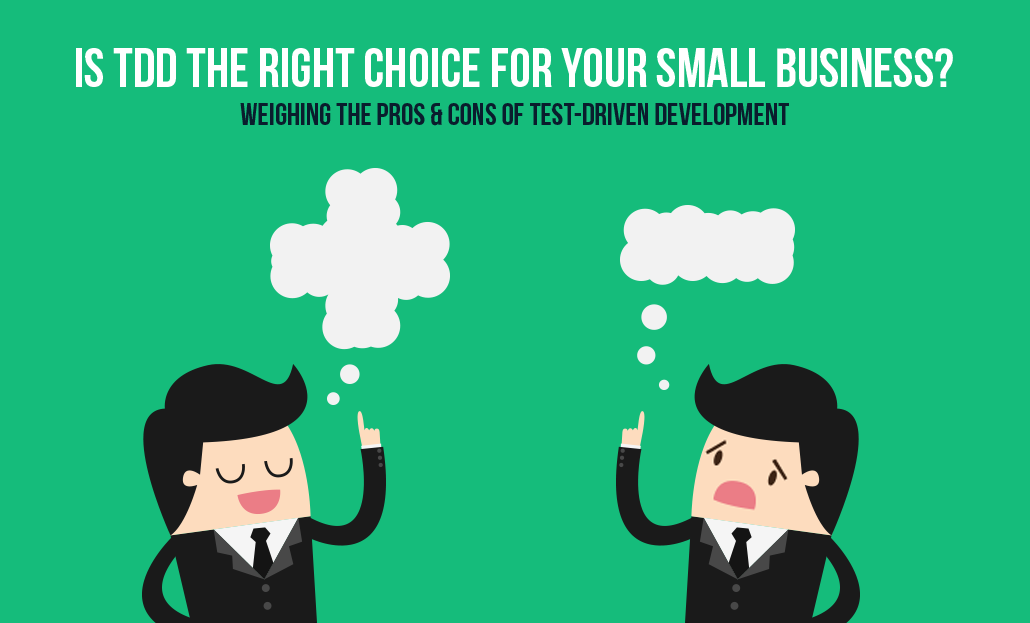 IS TDD THE RIGHT CHOICE FOR YOUR SMALL BUSINESS?
WEIGHING THE PROS & CONS OF TEST-DRIVEN DEVELOPMENT